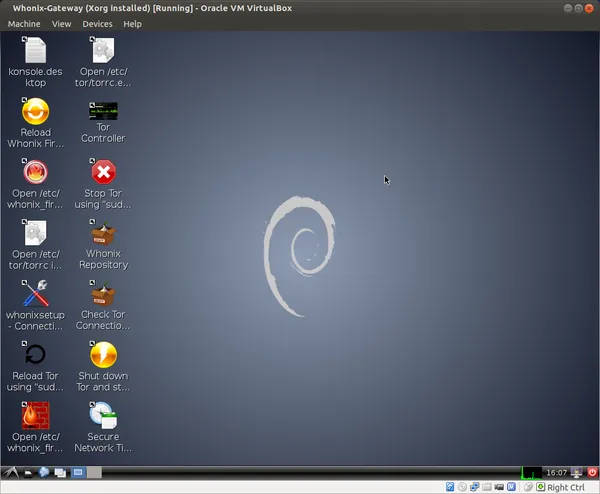 Whonix-Gateway (Xorg installed) [Running] - Oracle VM VirtualBox
Machine View Devices Help
konsole.des
ktop
Open /etc/
tor/torrc.e...
Reload
Whonix Fir...
Tor
Controller
Open /etc/
whonix_fir...
Stop Tor
using "sud...
Open /etc/
tor/torrc i...
Whonix
Repository
whonixsetup
- Connecti...
Check Tor
Connectio...
Reload Tor
using "sud...
Shut down
Tor and st...
Open /etc/
whonix_fir...
Secure
Network Ti...
16:07
Right Ctrl